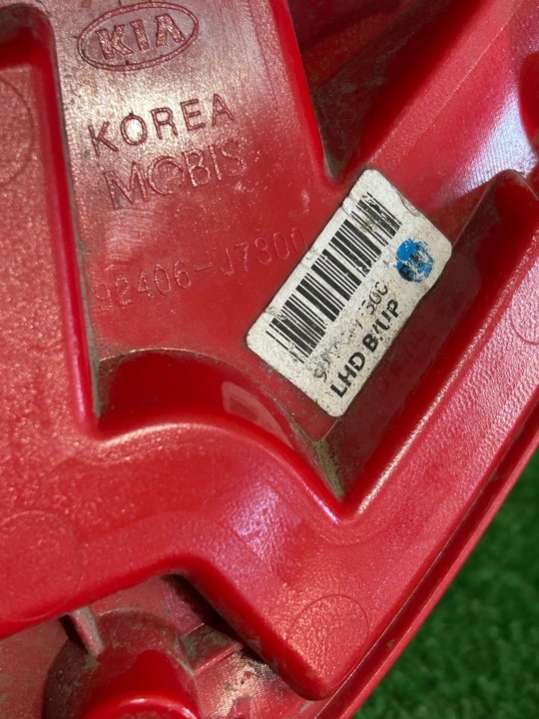 KIA
KOREA
MOBIS
92406-J7300
LHD B/UP